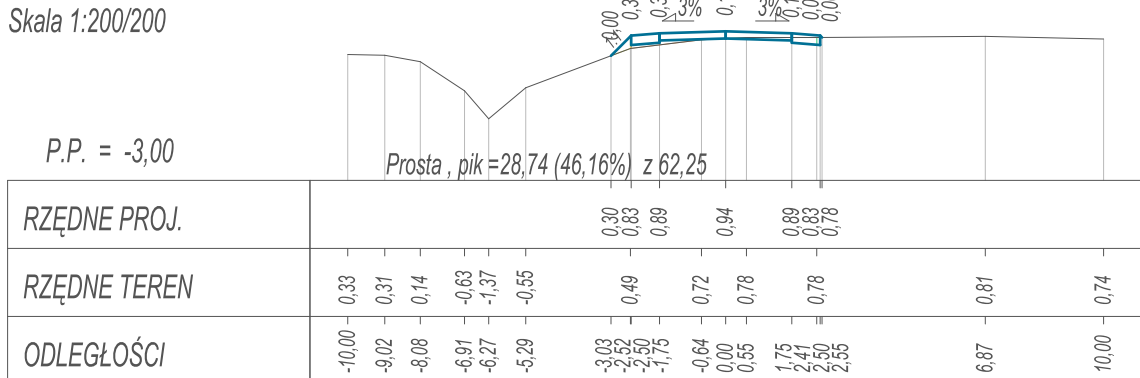 Skala 1:200/200
3% 3%
P.P. = -3,00
Prosta , pik =28,74 (46,16%) z 62,25
RZĘDNE PROJ. 0,30 0,83 0,89 0,94 0,89 0,83 0,78
RZĘDNE TEREN 0,33 0,31 0,14 -0,63 -1,37 -0,55 0,49 0,72 0,78 0,78 0,81 0,74
ODLEGŁOŚCI -10,00 -9,02 -8,08 -6,91 -6,27 -5,29 -3,03 -2,52 -2,50 -1,75 -0,64 0,00 0,55 1,75 2,41 2,50 2,55 6,87 10,00